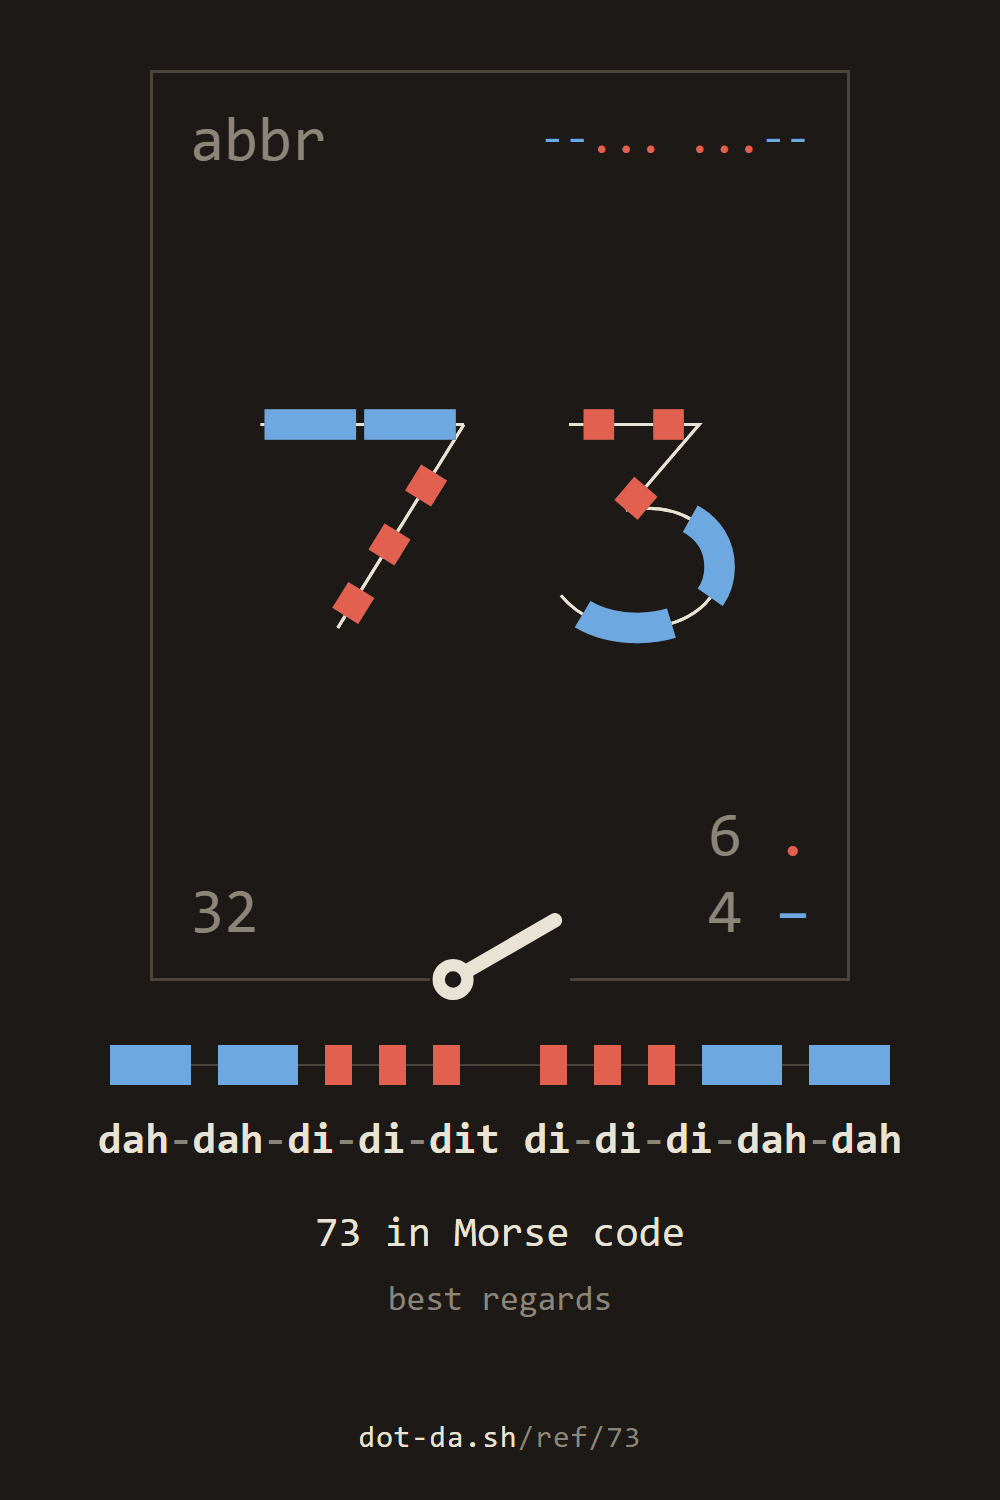 abbr --... ...--
73
6 .
32 4 -
dah-dah-di-di-dit di-di-di-dah-dah
73 in Morse code
best regards
dot-da.sh/ref/73